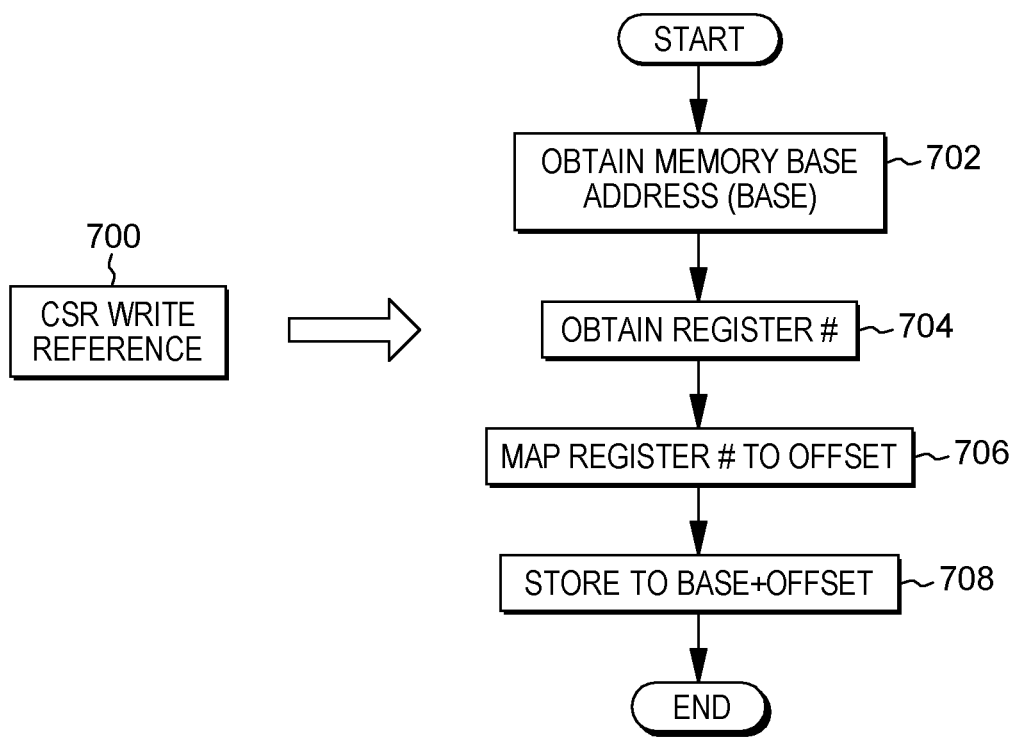 700
CSR WRITE
REFERENCE
START
OBTAIN MEMORY BASE
ADDRESS (BASE)
702
OBTAIN REGISTER #
704
MAP REGISTER # TO OFFSET
706
STORE TO BASE+OFFSET
708
END